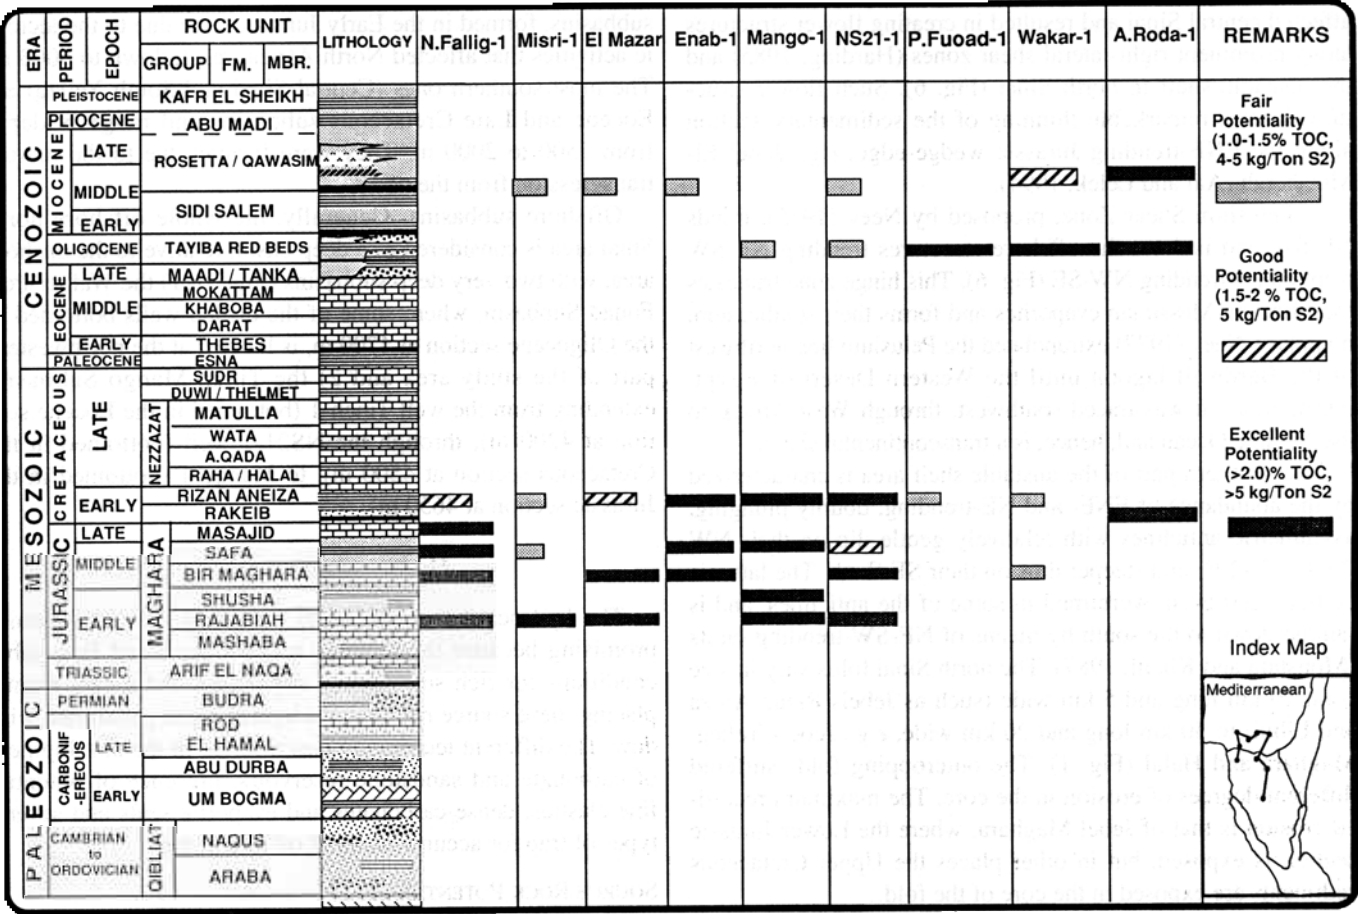 ERA
PERIOD
EPOCH
ROCK UNIT
GROUP FM. MBR.
LITHOLOGY N.Fallig-1 Misri-1 El Mazar Enab-1 Mango-1 NS21-1 P.Fuoad-1 Wakar-1 A.Roda-1 REMARKS
CENOZOIC
PLEISTOCENE KAFR EL SHEIKH
PLIOCENE ABU MADI
MIOCENE
LATE ROSETTA / QAWASIM
MIDDLE
SIDI SALEM
EARLY
OLIGOCENE TAYIBA RED BEDS
EOCENE
LATE MAADI / TANKA
MOKATTAM
MIDDLE KHABOBA
DARAT
EARLY THEBES
PALEOCENE ESNA
MESOZOIC
CRETACEOUS
LATE
SUDR
DUWI / THELMET
NEZZAZAT
MATULLA
WATA
A.QADA
RAHA / HALAL
EARLY
RIZAN ANEIZA
RAKEIB
JURASSIC
MAGHARA
LATE MASAJID
SAFA
MIDDLE
BIR MAGHARA
SHUSHA
EARLY RAJABIAH
MASHABA
TRIASSIC ARIF EL NAQA
PALEOZOIC
PERMIAN BUDRA
CARBONIF
-EREOUS
ROD
LATE EL HAMAL
ABU DURBA
EARLY UM BOGMA
CAMBRIAN
to
ORDOVICIAN
QIBLIAT
NAQUS
ARABA
Fair
Potentiality
(1.0-1.5% TOC,
4-5 kg/Ton S2)
Good
Potentiality
(1.5-2 % TOC,
5 kg/Ton S2)
Excellent
Potentiality
(>2.0)% TOC,
>5 kg/Ton S2
Index Map
Mediterranean